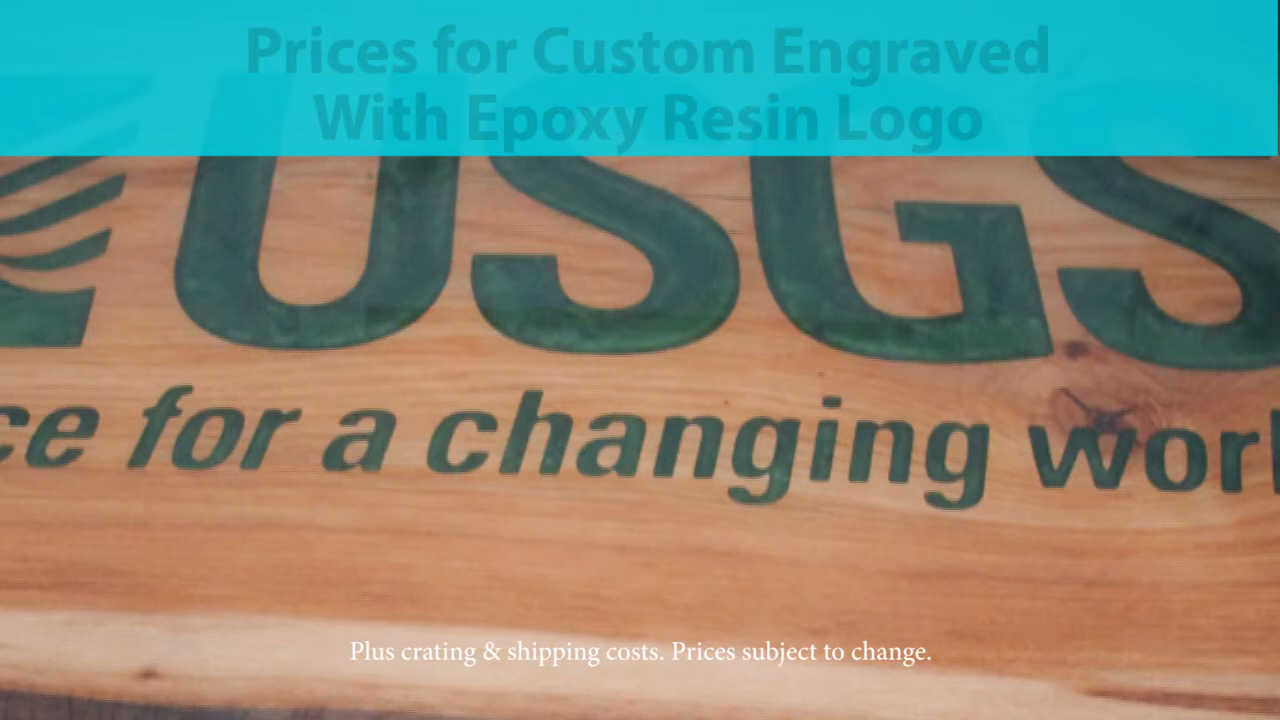 Prices for Custom Engraved
With Epoxy Resin Logo
USGS
ce for a changing worl
Plus crating & shipping costs. Prices subject to change.